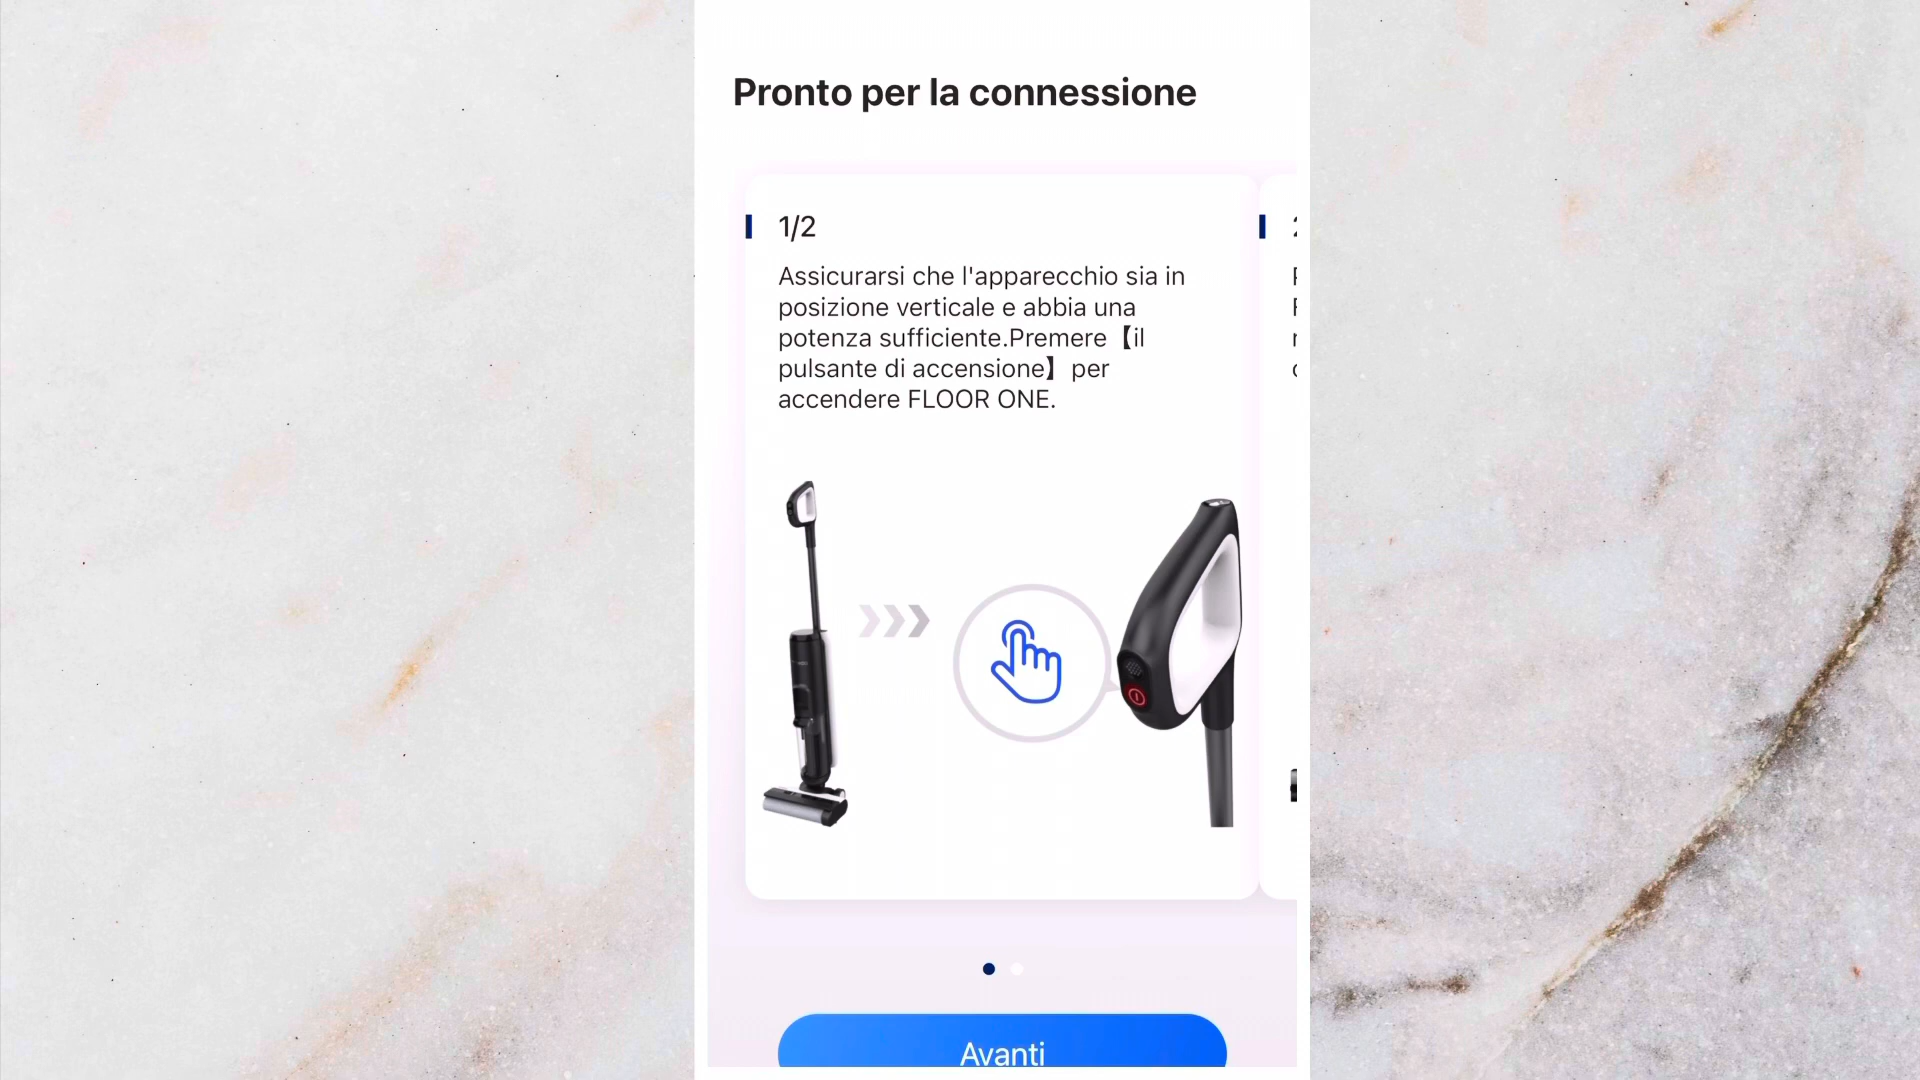 Pronto per la connessione
1/2
Assicurarsi che l'apparecchio sia in
posizione verticale e abbia una
potenza sufficiente.Premere【il
pulsante di accensione】per
accendere FLOOR ONE.
Avanti